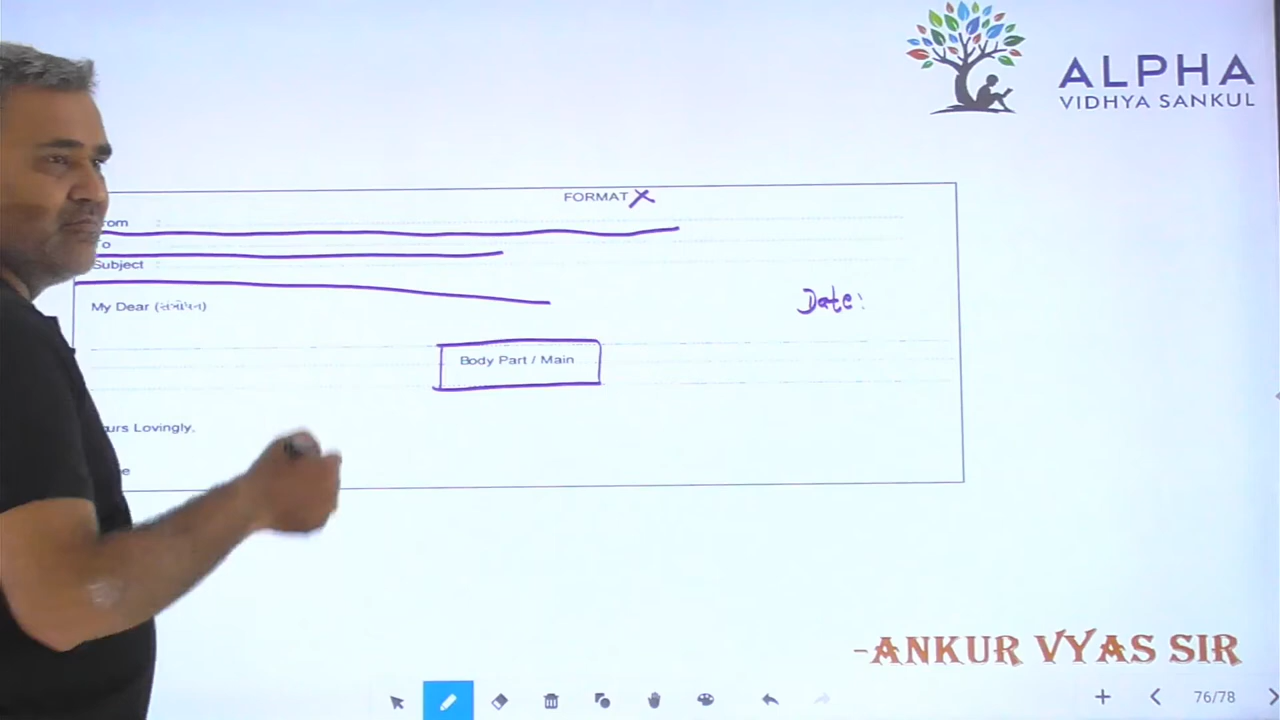 ALPHA
VIDHYA SANKUL
FORMAT
rom :
To
Subject :
My Dear (સંબોધન)
Date:
Body Part / Main
urs Lovingly,
e
-ANKUR VYAS SIR
76/78